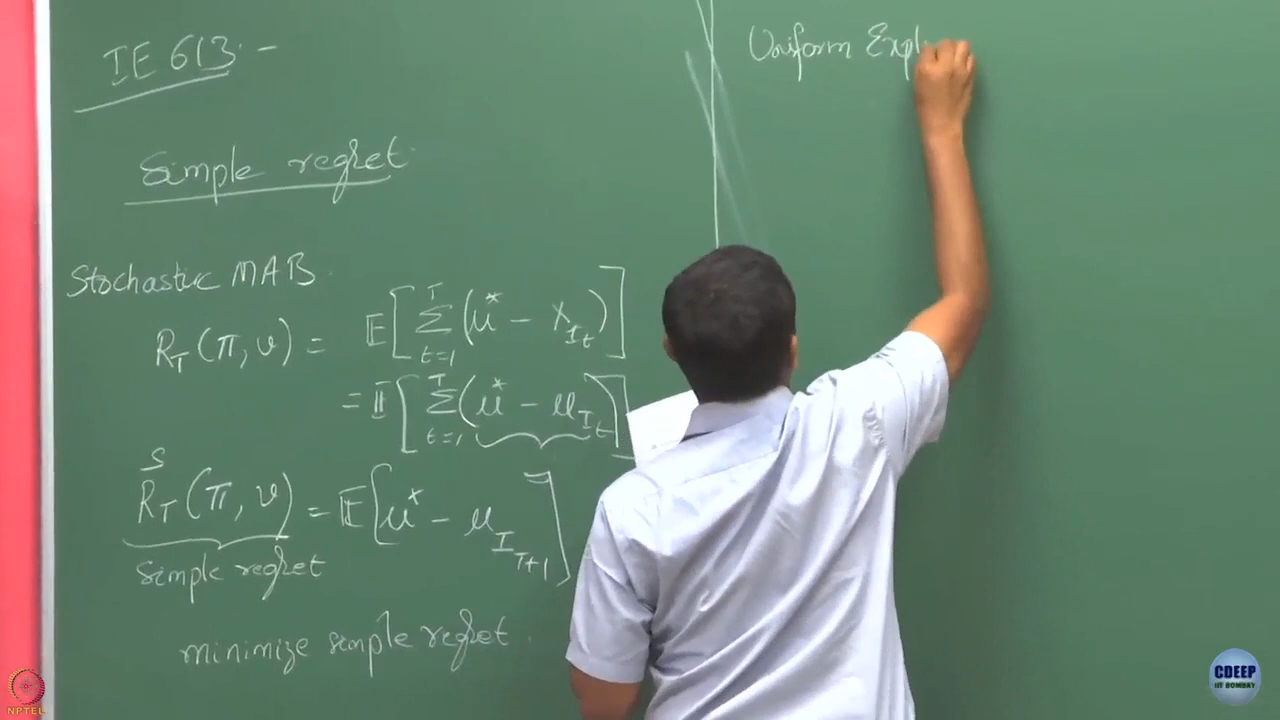 IE 613:-
Simple regret.
Stochastic MAB.
R_T(π, ν) = E[ Σ_{t=1}^{T} (μ* - X_{I_t}) ]
= E[ Σ_{t=1}^{T} (μ* - μ_{I_t}) ]
R_T^S(π, ν) = E[ μ* - μ_{I_{T+1}} ]
simple regret
minimize simple regret.
Uniform Expl
NPTEL
CDEEP
IIT BOMBAY